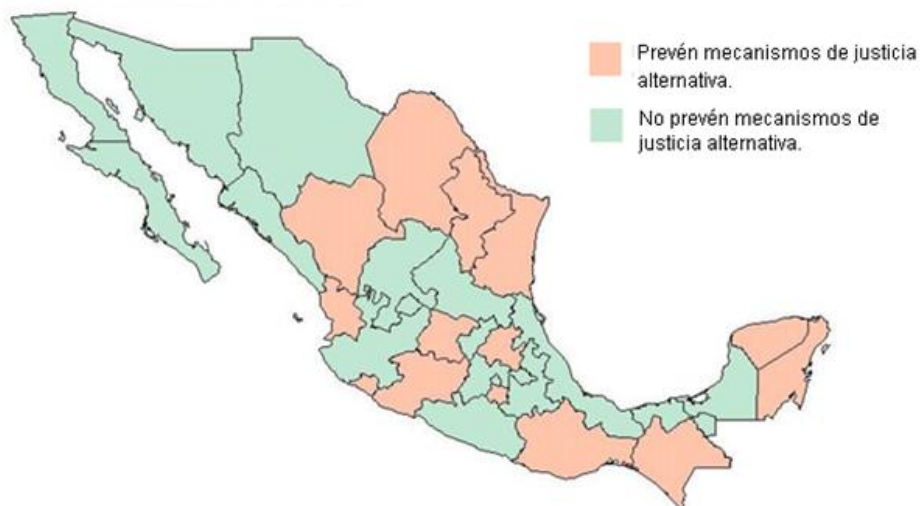 Prevén mecanismos de justicia
alternativa.
No prevén mecanismos de
justicia alternativa.